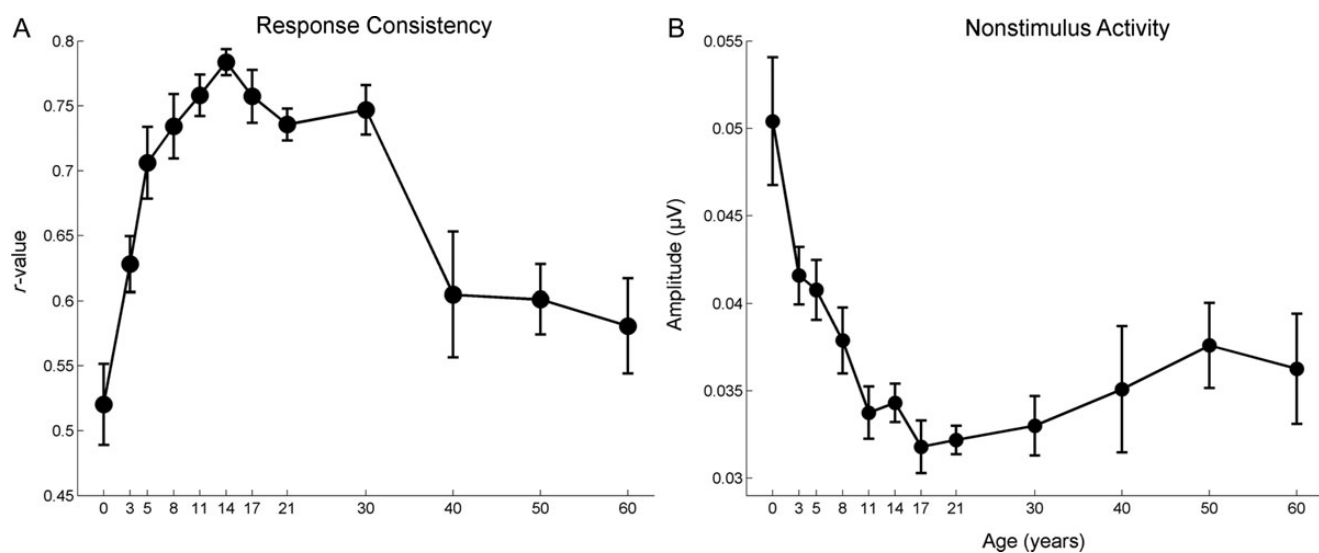 A
Response Consistency
0.8
0.75
0.7
0.65
0.6
0.55
0.5
0.45
r-value
0 3 5 8 11 14 17 21 30 40 50 60
B
Nonstimulus Activity
0.055
0.05
0.045
0.04
0.035
0.03
Amplitude (µV)
0 3 5 8 11 14 17 21 30 40 50 60
Age (years)